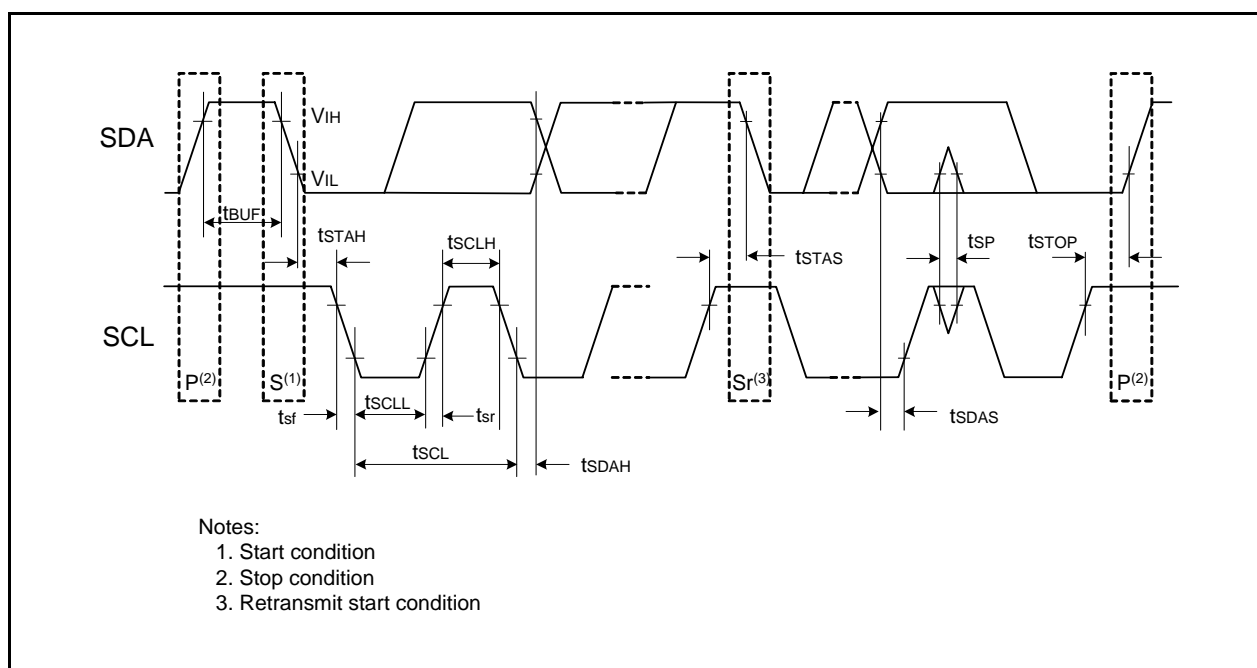 SDA
VIH
VIL
tBUF
tSTAH
tSCLH
tSTAS
tSP
tSTOP
SCL
P(2)
S(1)
Sr(3)
P(2)
tsf
tSCLL
tsr
tSDAS
tSCL
tSDAH
Notes:
1. Start condition
2. Stop condition
3. Retransmit start condition